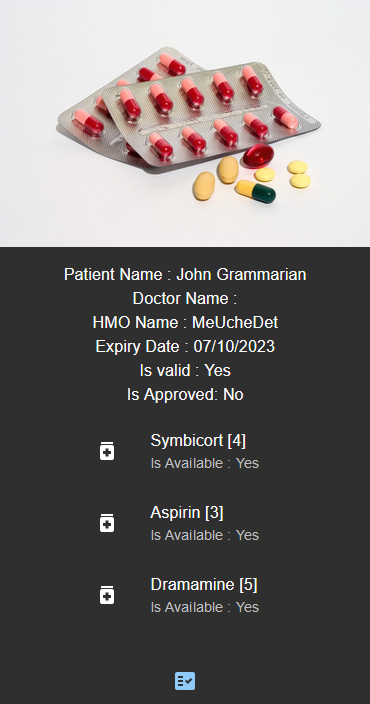 Patient Name : John Grammarian
Doctor Name :
HMO Name : MeUcheDet
Expiry Date : 07/10/2023
Is valid : Yes
Is Approved: No
Symbicort [4]
Is Available : Yes
Aspirin [3]
Is Available : Yes
Dramamine [5]
Is Available : Yes